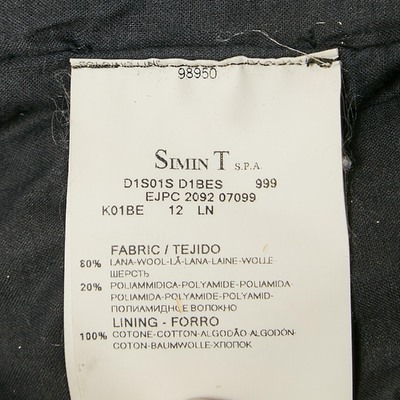 98950
SIMINT S.P.A.
D1S01S D1BES 999
EJPC 2092 07099
K01BE 12 LN
FABRIC / TEJIDO
80% LANA-WOOL-LÃ-LANA-LAINE-WOLLE-
ШЕРСТЬ
20% POLIAMMIDICA-POLYAMIDE-POLIAMIDA
POLIAMIDA-POLYAMIDE-POLYAMID-
ПОЛИАМИДНОЕ ВОЛОКНО
LINING - FORRO
100% COTONE-COTTON-ALGODÃO-ALGODÓN-
COTON-BAUMWOLLE-ХЛОПОК